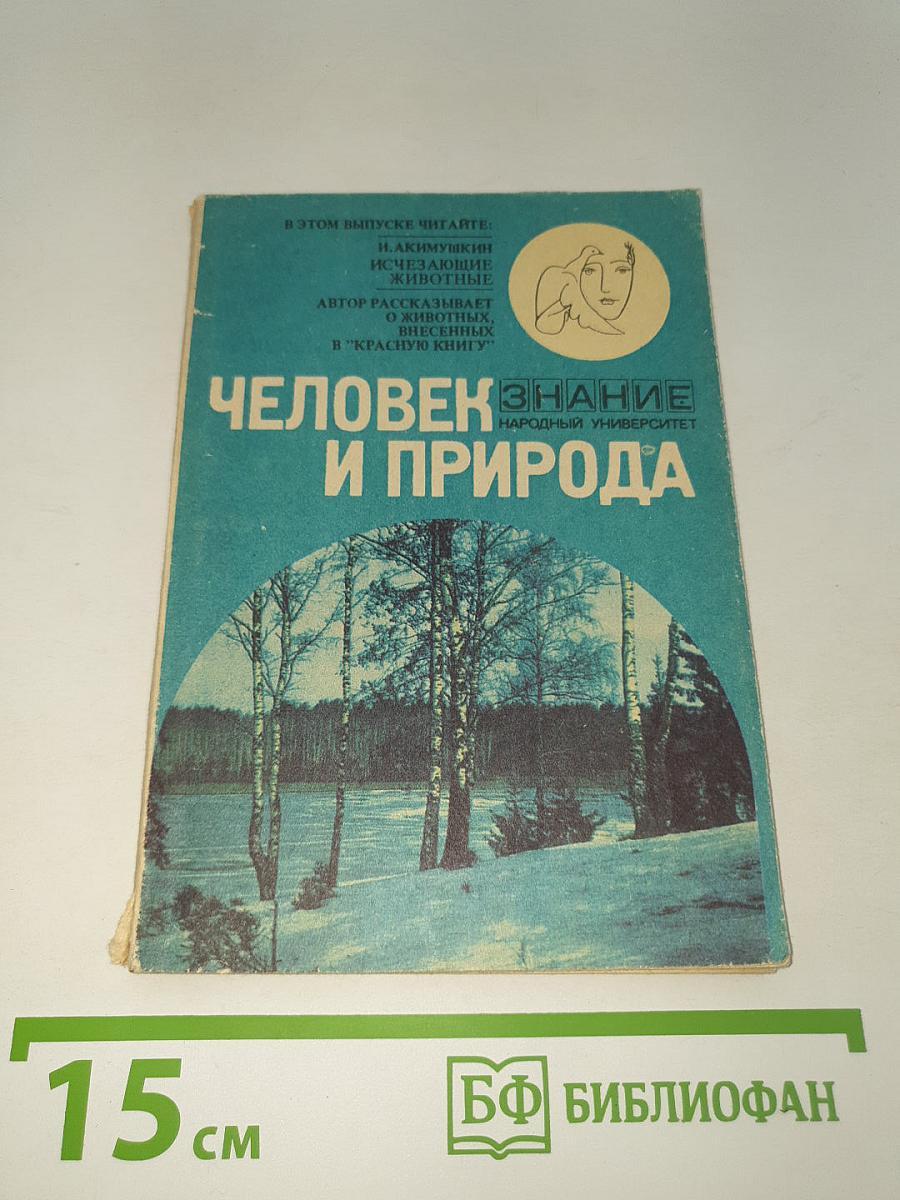 В ЭТОМ ВЫПУСКЕ ЧИТАЙТЕ:
И. АКИМУШКИН
ИСЧЕЗАЮЩИЕ
ЖИВОТНЫЕ
АВТОР РАССКАЗЫВАЕТ
О ЖИВОТНЫХ,
ВНЕСЕННЫХ
В "КРАСНУЮ КНИГУ"
ЧЕЛОВЕК
И ПРИРОДА
ЗНАНИЕ
НАРОДНЫЙ УНИВЕРСИТЕТ
15 см
БФ БИБЛИОФАН